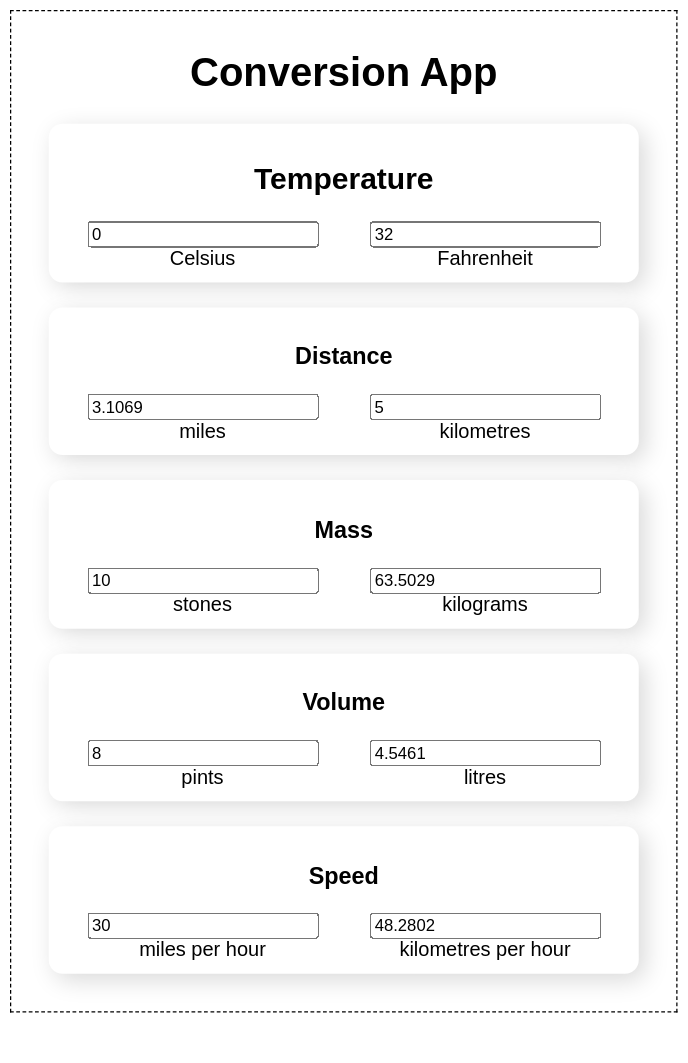 Conversion App
Temperature
0 32
Celsius Fahrenheit
Distance
3.1069 5
miles kilometres
Mass
10 63.5029
stones kilograms
Volume
8 4.5461
pints litres
Speed
30 48.2802
miles per hour kilometres per hour